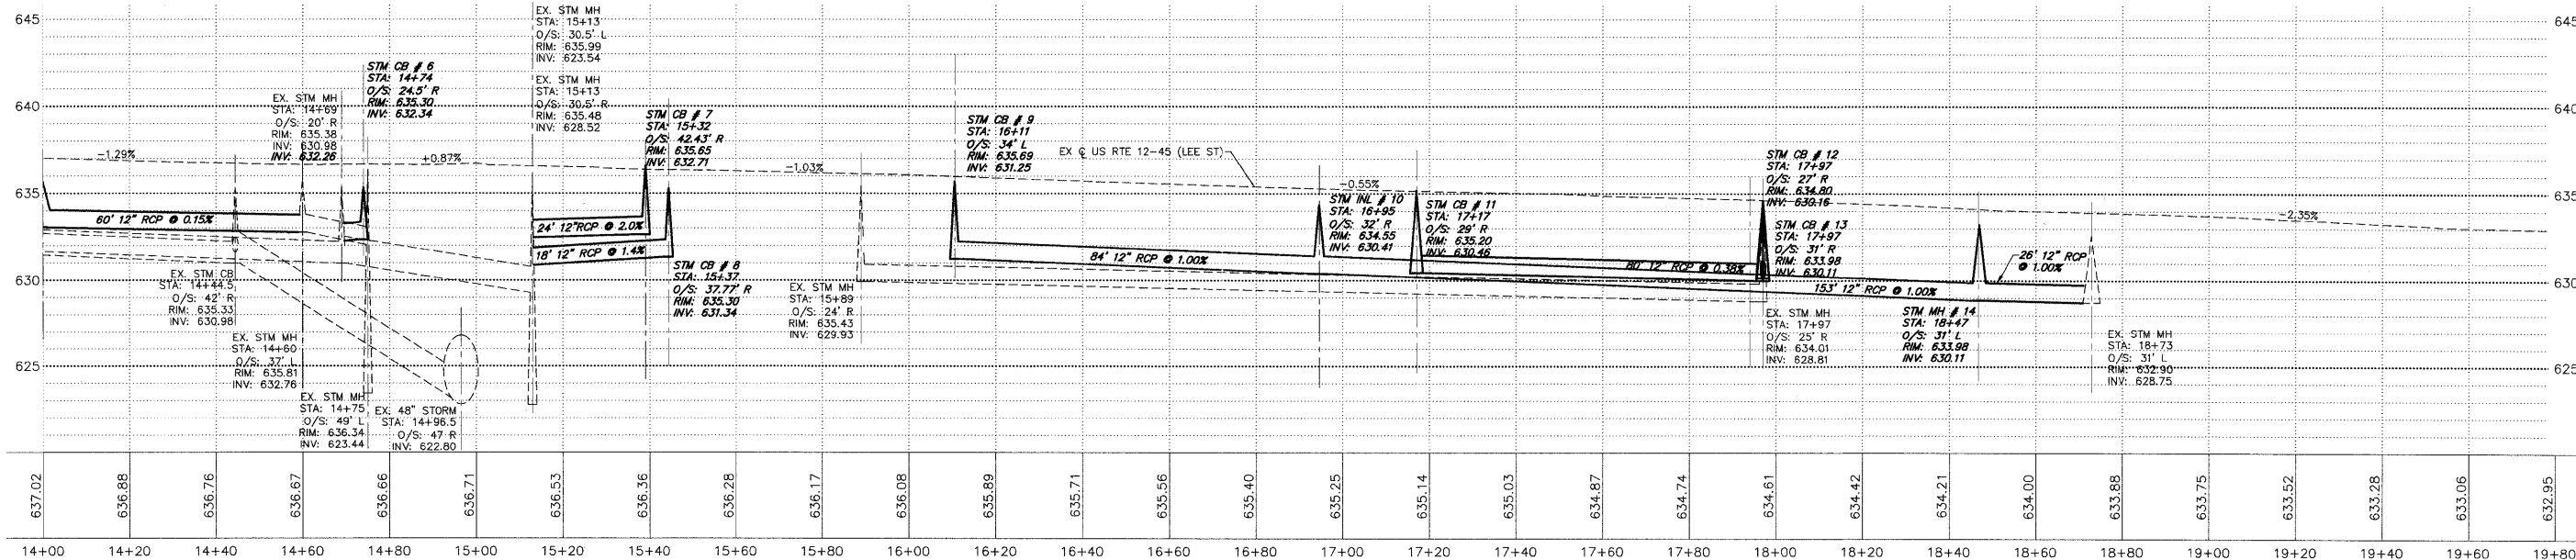 645
640
635
630
625
645
640
635
630
625
-1.29%
+0.87%
-1.03%
-0.55%
-2.35%
EX ℄ US RTE 12-45 (LEE ST)
60' 12" RCP @ 0.15%
EX. STM CB
STA: 14+44.5
O/S: 42' R
RIM: 635.33
INV: 630.98
EX. STM MH
STA: 14+60
O/S: 37' L
RIM: 635.81
INV: 632.76
EX. STM MH
STA: 14+69
O/S: 20' R
RIM: 635.38
INV: 630.98
INV: 632.26
STM CB # 6
STA: 14+74
O/S: 24.5' R
RIM: 635.30
INV: 632.34
EX. STM MH
STA: 14+75
O/S: 49' L
RIM: 636.34
INV: 623.44
EX. 48" STORM
STA: 14+96.5
O/S: 47 R
INV: 622.80
EX. STM MH
STA: 15+13
O/S: 30.5' L
RIM: 635.99
INV: 623.54
EX. STM MH
STA: 15+13
O/S: 30.5' R
RIM: 635.48
INV: 628.52
24' 12"RCP @ 2.0%
18' 12" RCP @ 1.4%
STM CB # 7
STA: 15+32
O/S: 42.43' R
RIM: 635.65
INV: 632.71
STM CB # 8
STA: 15+37
O/S: 37.77' R
RIM: 635.30
INV: 631.34
EX. STM MH
STA: 15+89
O/S: 24' R
RIM: 635.43
INV: 629.93
STM CB # 9
STA: 16+11
O/S: 34' L
RIM: 635.69
INV: 631.25
84' 12" RCP @ 1.00%
STM INL # 10
STA: 16+95
O/S: 32' R
RIM: 634.55
INV: 630.41
STM CB # 11
STA: 17+17
O/S: 29' R
RIM: 635.20
INV: 630.46
80' 12" RCP @ 0.38%
STM CB # 12
STA: 17+97
O/S: 27' R
RIM: 634.80
INV: 630.16
STM CB # 13
STA: 17+97
O/S: 31' R
RIM: 633.98
INV: 630.11
153' 12" RCP @ 1.00%
EX. STM MH
STA: 17+97
O/S: 25' R
RIM: 634.01
INV: 628.81
STM MH # 14
STA: 18+47
O/S: 31' L
RIM: 633.98
INV: 630.11
26' 12" RCP
@ 1.00%
EX. STM MH
STA: 18+73
O/S: 31' L
RIM: 632.90
INV: 628.75
637.02 636.88 636.76 636.67 636.66 636.71 636.53 636.36 636.28 636.17 636.08 635.89 635.71 635.56 635.40 635.25 635.14 635.03 634.87 634.74 634.61 634.42 634.21 634.00 633.88 633.75 633.52 633.28 633.06 632.95
14+00 14+20 14+40 14+60 14+80 15+00 15+20 15+40 15+60 15+80 16+00 16+20 16+40 16+60 16+80 17+00 17+20 17+40 17+60 17+80 18+00 18+20 18+40 18+60 18+80 19+00 19+20 19+40 19+60 19+80